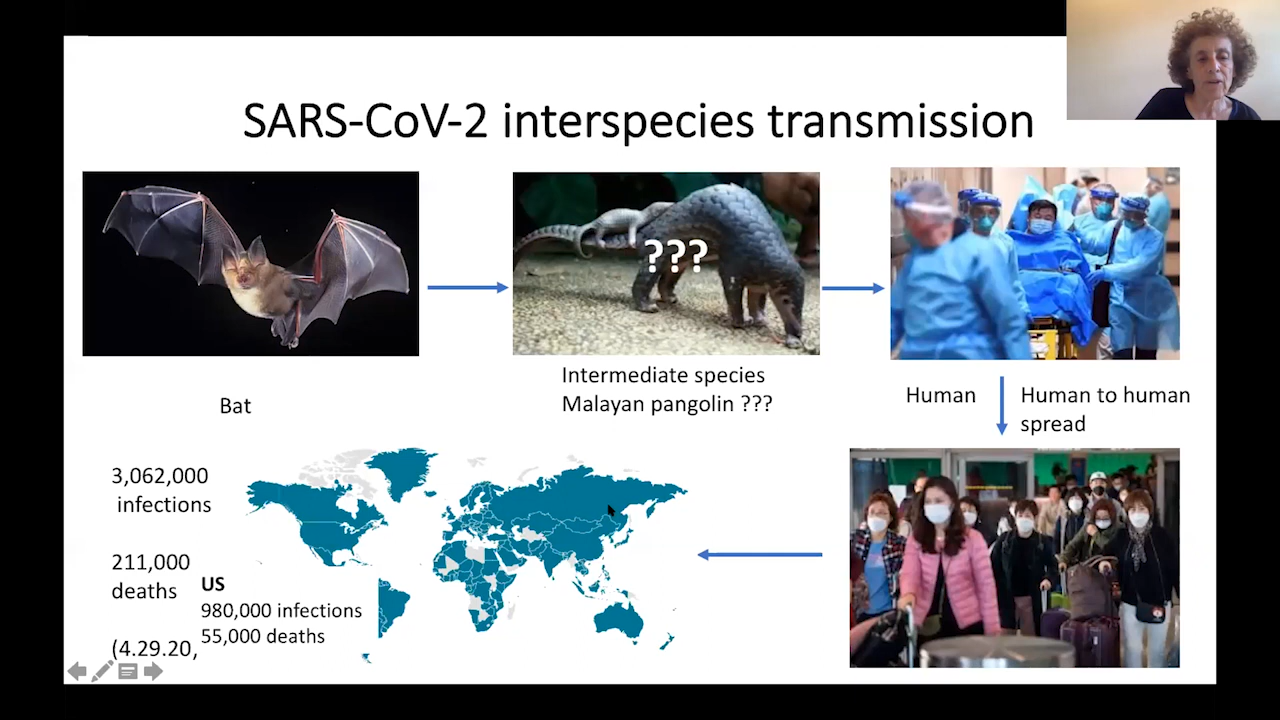 SARS-CoV-2 interspecies transmission
???
Bat
Intermediate species
Malayan pangolin ???
Human
Human to human
spread
3,062,000
infections
211,000
deaths
(4.29.20,
US
980,000 infections
55,000 deaths